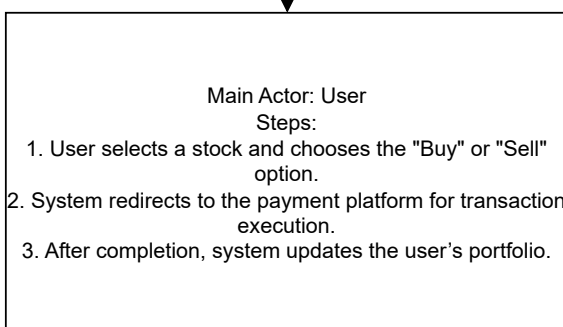 Main Actor: User
Steps:
1. User selects a stock and chooses the "Buy" or "Sell"
option.
2. System redirects to the payment platform for transaction
execution.
3. After completion, system updates the user’s portfolio.